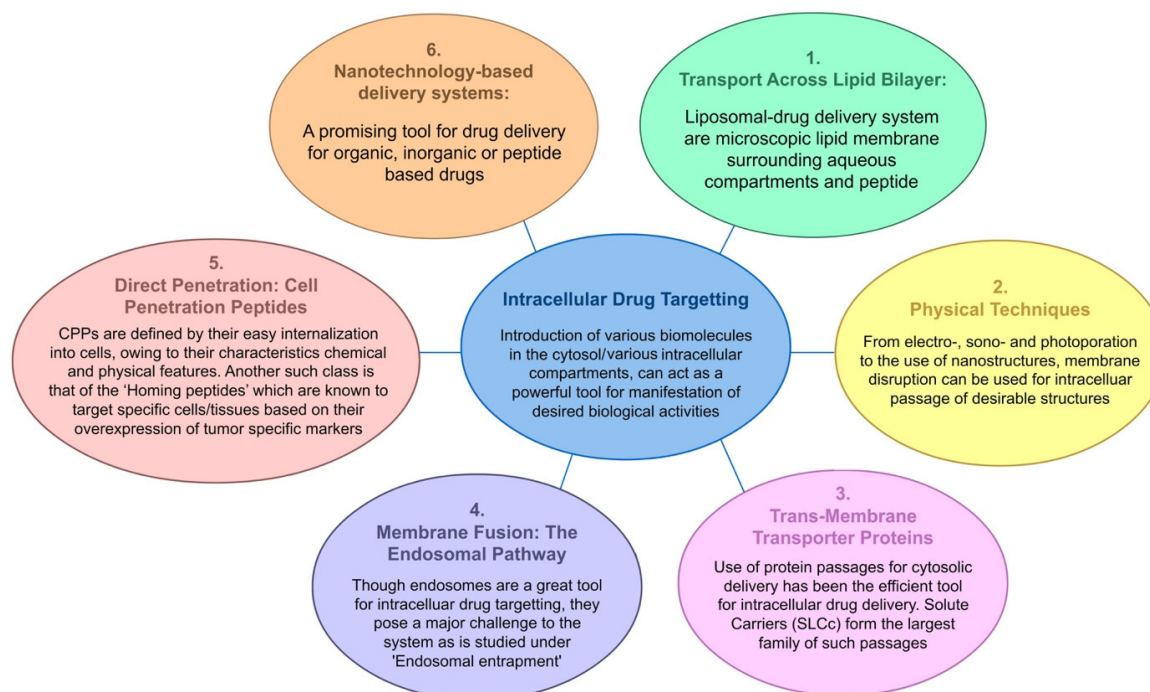 6.
Nanotechnology-based
delivery systems:
A promising tool for drug delivery
for organic, inorganic or peptide
based drugs
1.
Transport Across Lipid Bilayer:
Liposomal-drug delivery system
are microscopic lipid membrane
surrounding aqueous
compartments and peptide
5.
Direct Penetration: Cell
Penetration Peptides
CPPs are defined by their easy internalization
into cells, owing to their characteristics chemical
and physical features. Another such class is
that of the ‘Homing peptides’ which are known to
target specific cells/tissues based on their
overexpression of tumor specific markers
Intracellular Drug Targetting
Introduction of various biomolecules
in the cytosol/various intracellular
compartments, can act as a
powerful tool for manifestation of
desired biological activities
2.
Physical Techniques
From electro-, sono- and photoporation
to the use of nanostructures, membrane
disruption can be used for intracelluar
passage of desirable structures
4.
Membrane Fusion: The
Endosomal Pathway
Though endosomes are a great tool
for intracelluar drug targetting, they
pose a major challenge to the
system as is studied under
'Endosomal entrapment'
3.
Trans-Membrane
Transporter Proteins
Use of protein passages for cytosolic
delivery has been the efficient tool
for intracellular drug delivery. Solute
Carriers (SLCc) form the largest
family of such passages